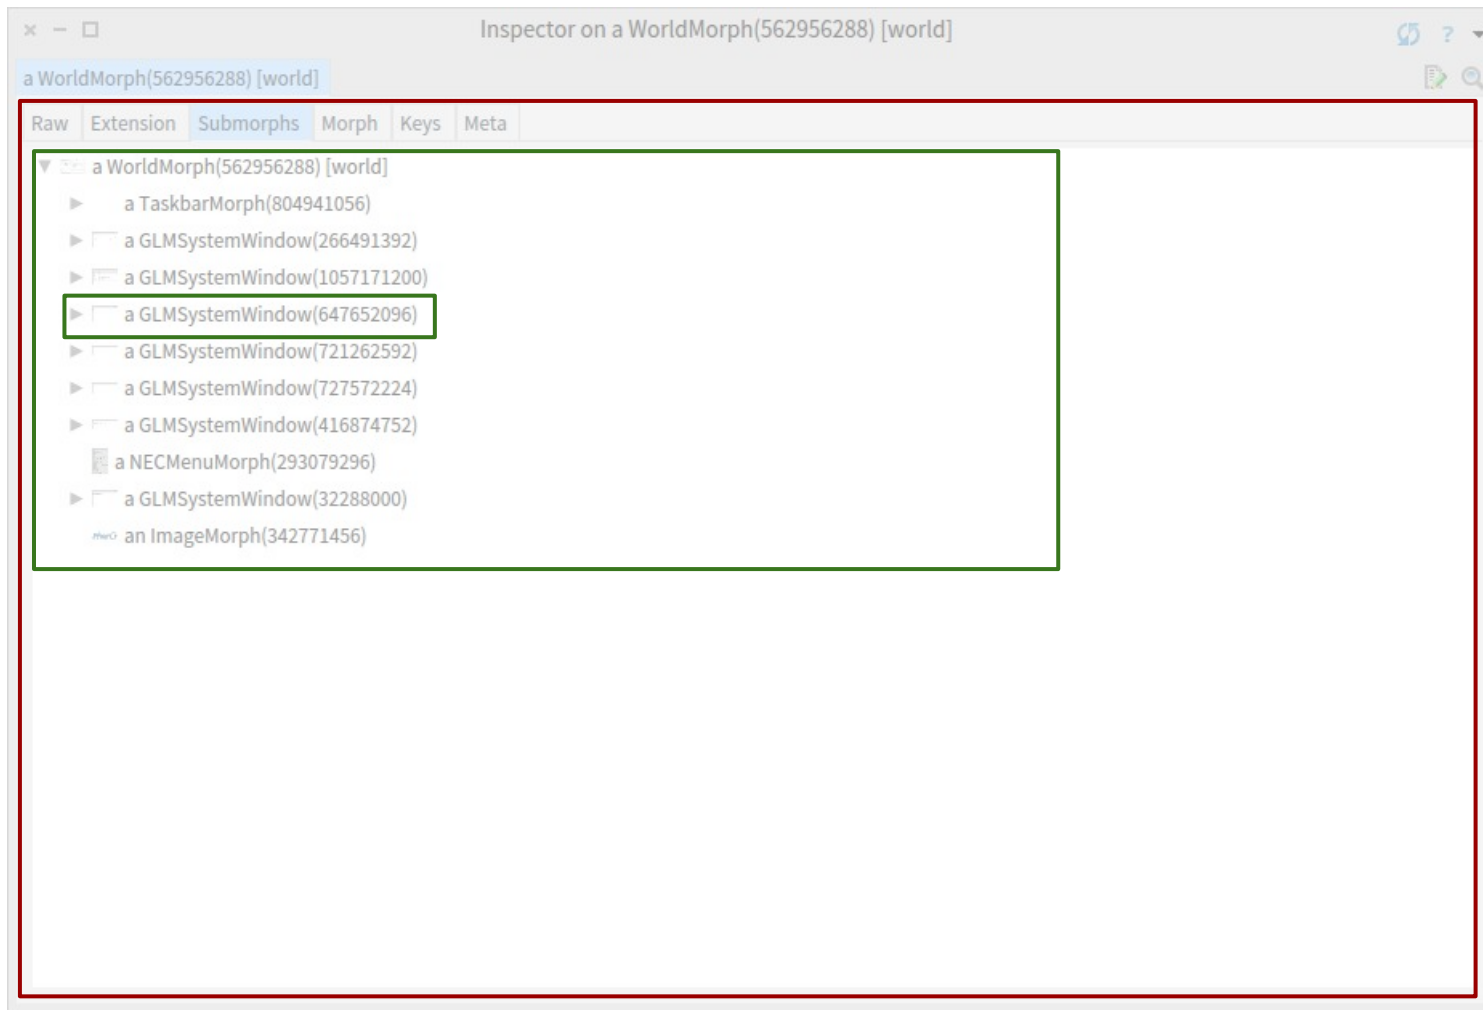 Inspector on a WorldMorph(562956288) [world]
?
a WorldMorph(562956288) [world]
Raw Extension Submorphs Morph Keys Meta
a WorldMorph(562956288) [world]
a TaskbarMorph(804941056)
a GLMSystemWindow(266491392)
a GLMSystemWindow(1057171200)
a GLMSystemWindow(647652096)
a GLMSystemWindow(721262592)
a GLMSystemWindow(727572224)
a GLMSystemWindow(416874752)
a NECMenuMorph(293079296)
a GLMSystemWindow(32288000)
an ImageMorph(342771456)